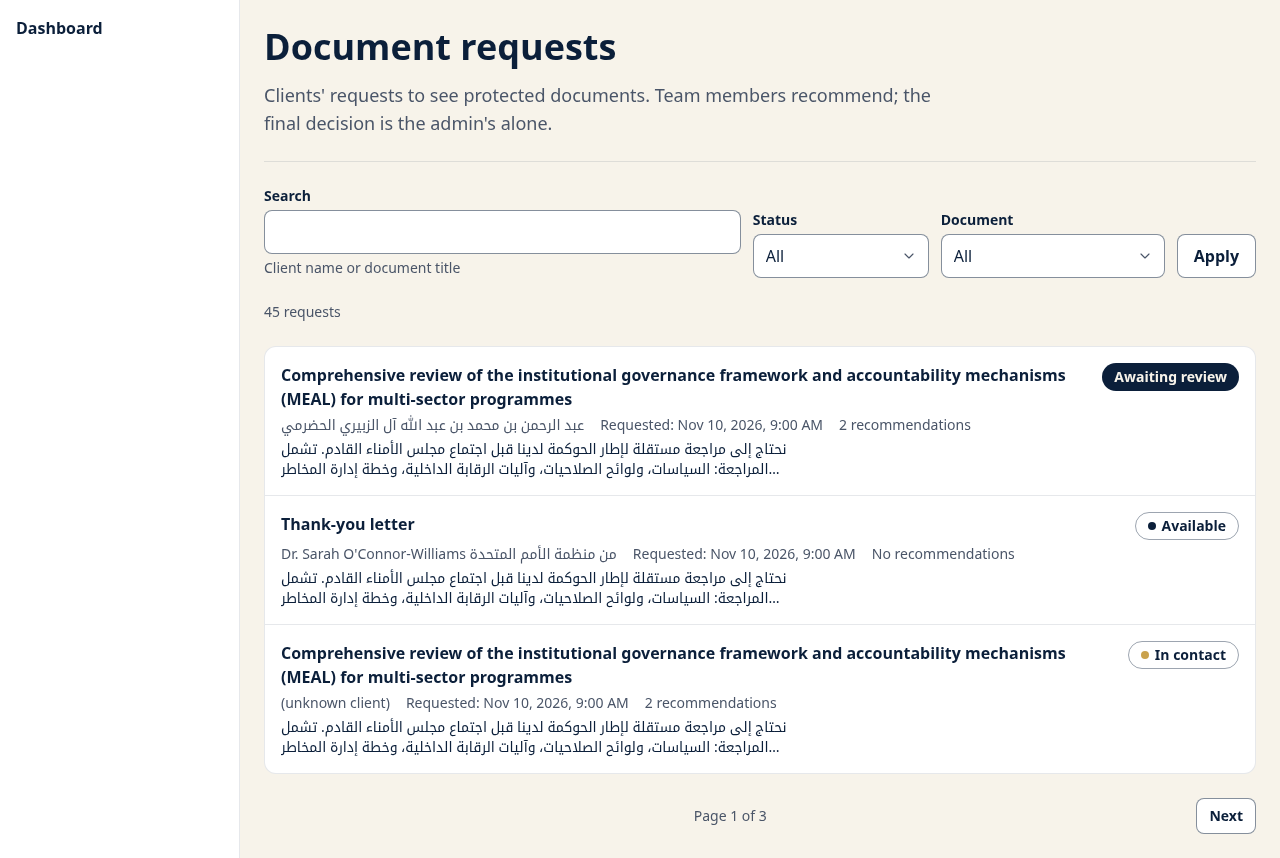 Dashboard
Document requests
Clients' requests to see protected documents. Team members recommend; the
final decision is the admin's alone.
Search
Client name or document title
Status
All
Document
All
Apply
45 requests
Comprehensive review of the institutional governance framework and accountability mechanisms
(MEAL) for multi-sector programmes
Awaiting review
عبد الرحمن بن محمد بن عبد الله آل الزبيري الحضرمي Requested: Nov 10, 2026, 9:00 AM 2 recommendations
نحتاج إلى مراجعة مستقلة لإطار الحوكمة لدينا قبل اجتماع مجلس الأمناء القادم. تشمل
المراجعة: السياسات، ولوائح الصلاحيات، وآليات الرقابة الداخلية، وخطة إدارة المخاطر...
Thank-you letter
Available
Dr. Sarah O'Connor-Williams من منظمة الأمم المتحدة Requested: Nov 10, 2026, 9:00 AM No recommendations
نحتاج إلى مراجعة مستقلة لإطار الحوكمة لدينا قبل اجتماع مجلس الأمناء القادم. تشمل
المراجعة: السياسات، ولوائح الصلاحيات، وآليات الرقابة الداخلية، وخطة إدارة المخاطر...
Comprehensive review of the institutional governance framework and accountability mechanisms
(MEAL) for multi-sector programmes
In contact
(unknown client) Requested: Nov 10, 2026, 9:00 AM 2 recommendations
نحتاج إلى مراجعة مستقلة لإطار الحوكمة لدينا قبل اجتماع مجلس الأمناء القادم. تشمل
المراجعة: السياسات، ولوائح الصلاحيات، وآليات الرقابة الداخلية، وخطة إدارة المخاطر...
Page 1 of 3
Next